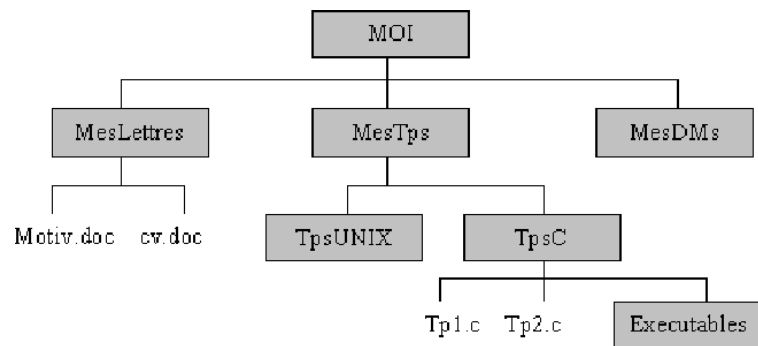 MOI
MesLettres MesTps MesDMs
Motiv.doc cv.doc TpsUNIX TpsC
Tp1.c Tp2.c Executables